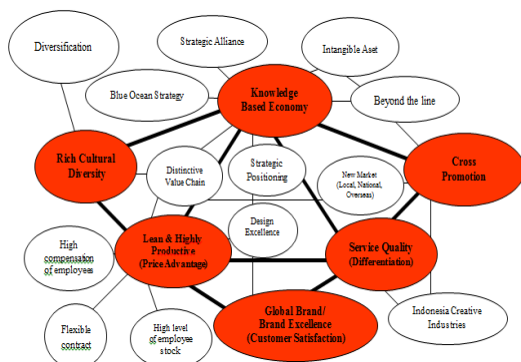 Diversification
Strategic Alliance
Intangible Aset
Blue Ocean Strategy
Knowledge
Based Economy
Beyond the line
Rich Cultural
Diversity
Distinctive
Value Chain
Strategic
Positioning
New Market
(Local, National,
Overseas)
Cross
Promotion
Design
Excellence
High
compensation
of employees
Lean & Highly
Productive
(Price Advantage)
Service Quality
(Differentiation)
Flexible
contract
High level
of employee
stock
Global Brand/
Brand Excellence
(Customer Satisfaction)
Indonesia Creative
Industries